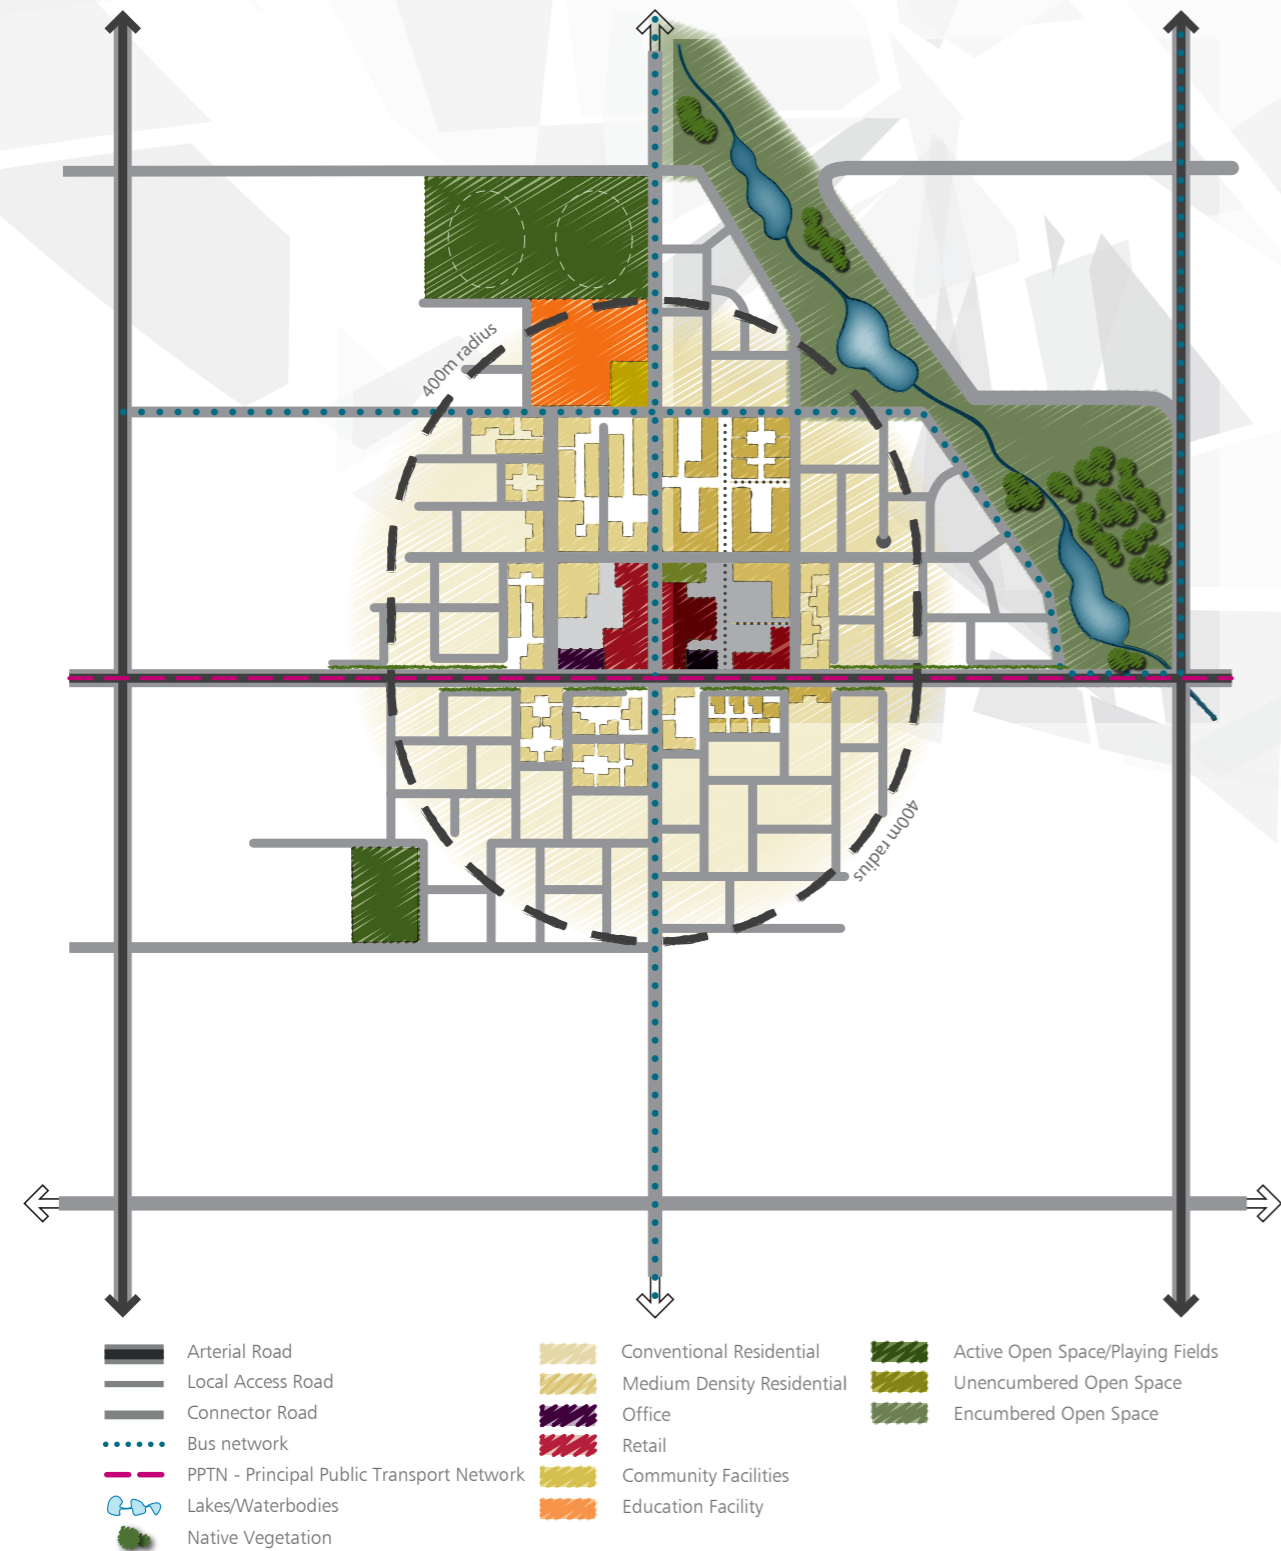 400m radius
400m radius
Arterial Road
Local Access Road
Connector Road
Bus network
PPTN - Principal Public Transport Network
Lakes/Waterbodies
Native Vegetation
Conventional Residential
Medium Density Residential
Office
Retail
Community Facilities
Education Facility
Active Open Space/Playing Fields
Unencumbered Open Space
Encumbered Open Space